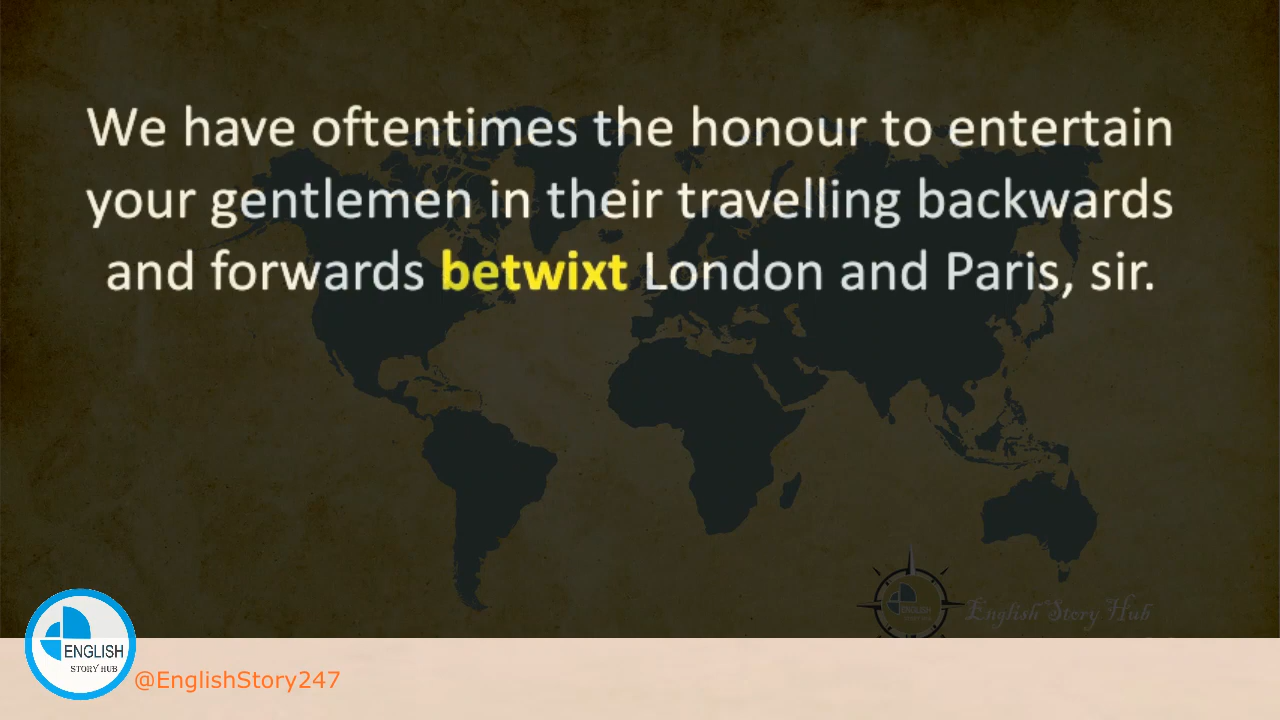 We have oftentimes the honour to entertain
your gentlemen in their travelling backwards
and forwards betwixt London and Paris, sir.
English Story Hub
ENGLISH
STORY HUB
@EnglishStory247